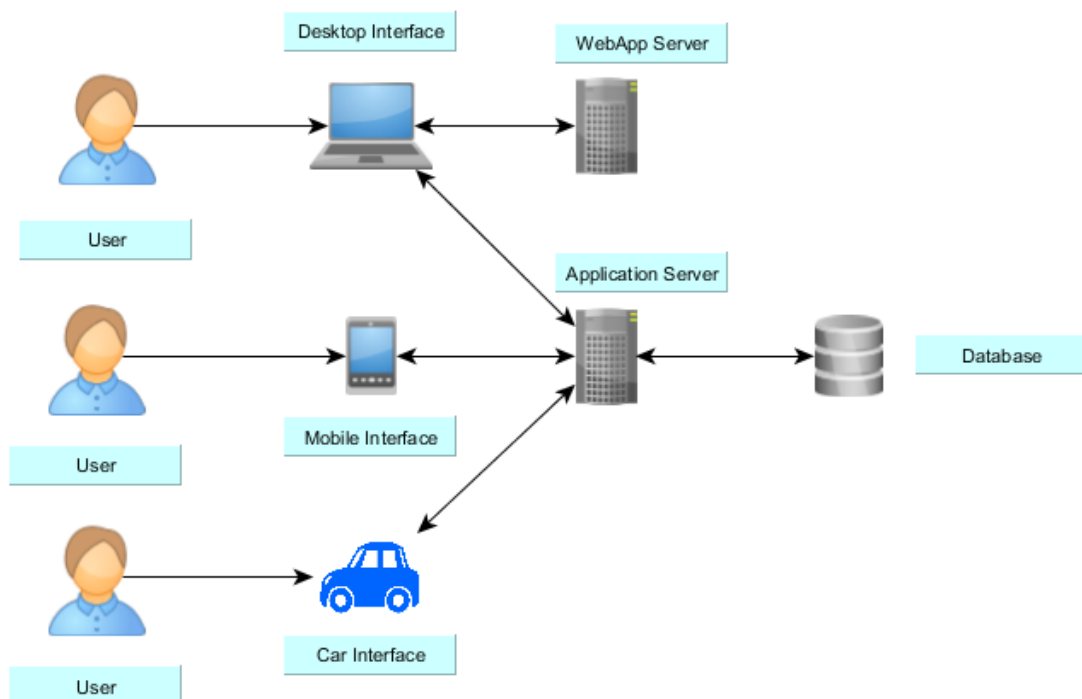 Desktop Interface
WebApp Server
User
Application Server
Database
Mobile Interface
User
Car Interface
User